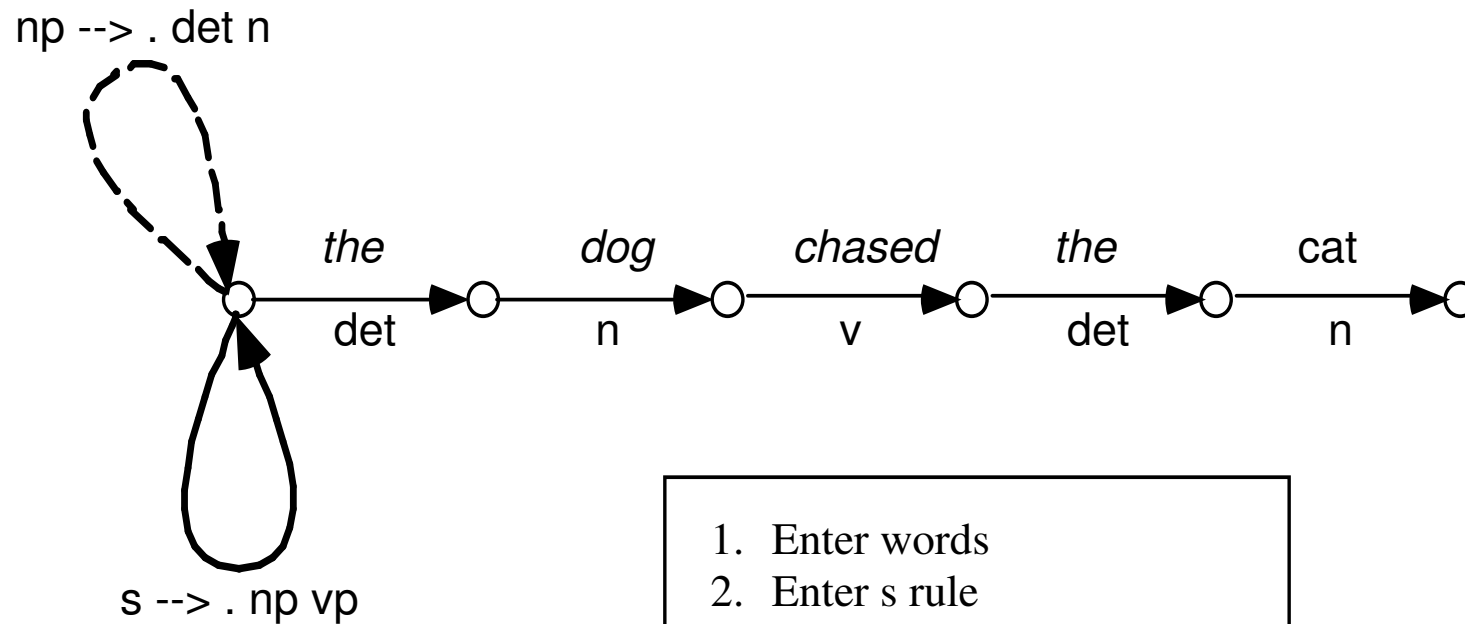 np --> . det n
the dog chased the cat
det n v det n
s --> . np vp
1. Enter words
2. Enter s rule